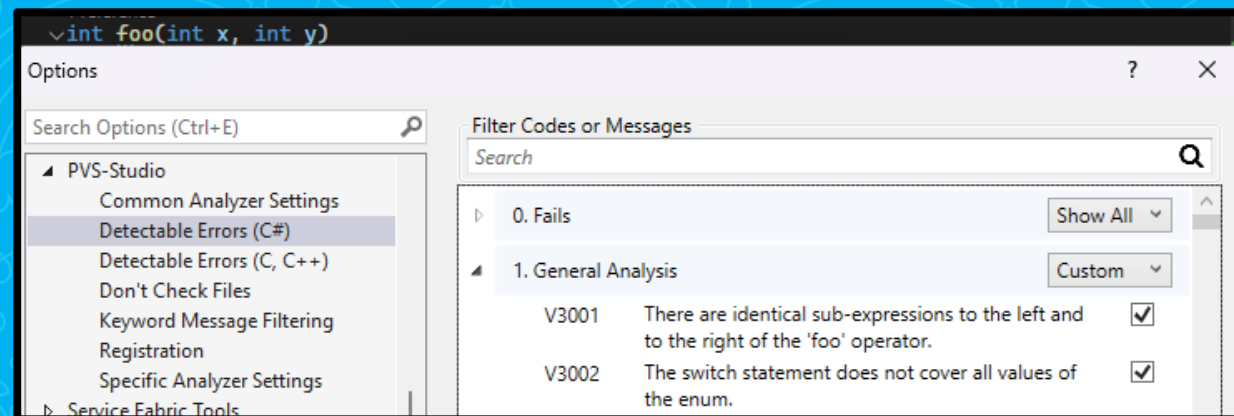 int foo(int x, int y)
Options
?
Search Options (Ctrl+E)
PVS-Studio
Common Analyzer Settings
Detectable Errors (C#)
Detectable Errors (C, C++)
Don't Check Files
Keyword Message Filtering
Registration
Specific Analyzer Settings
Service Fabric Tools
Filter Codes or Messages
Search
0. Fails Show All
1. General Analysis Custom
V3001 There are identical sub-expressions to the left and
to the right of the 'foo' operator.
V3002 The switch statement does not cover all values of
the enum.